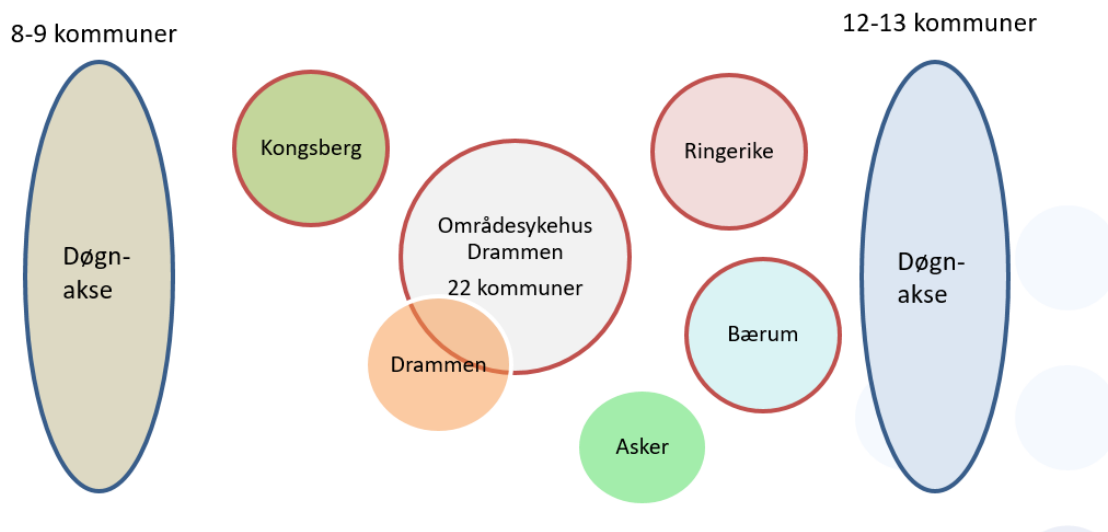 8-9 kommuner
12-13 kommuner
Kongsberg
Ringerike
Områdesykehus
Drammen
22 kommuner
Døgn-
akse
Døgn-
akse
Bærum
Drammen
Asker